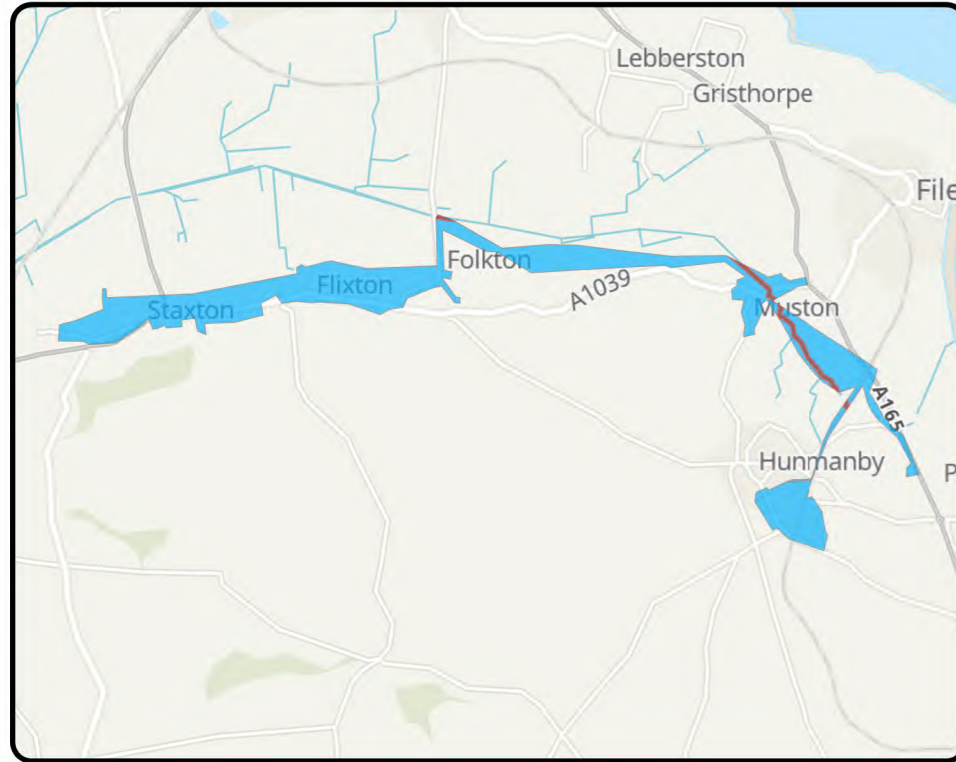 Lebberston
Gristhorpe
File
Folkton
Flixton
A1039
Staxton
Muston
A165
Hunmanby
P